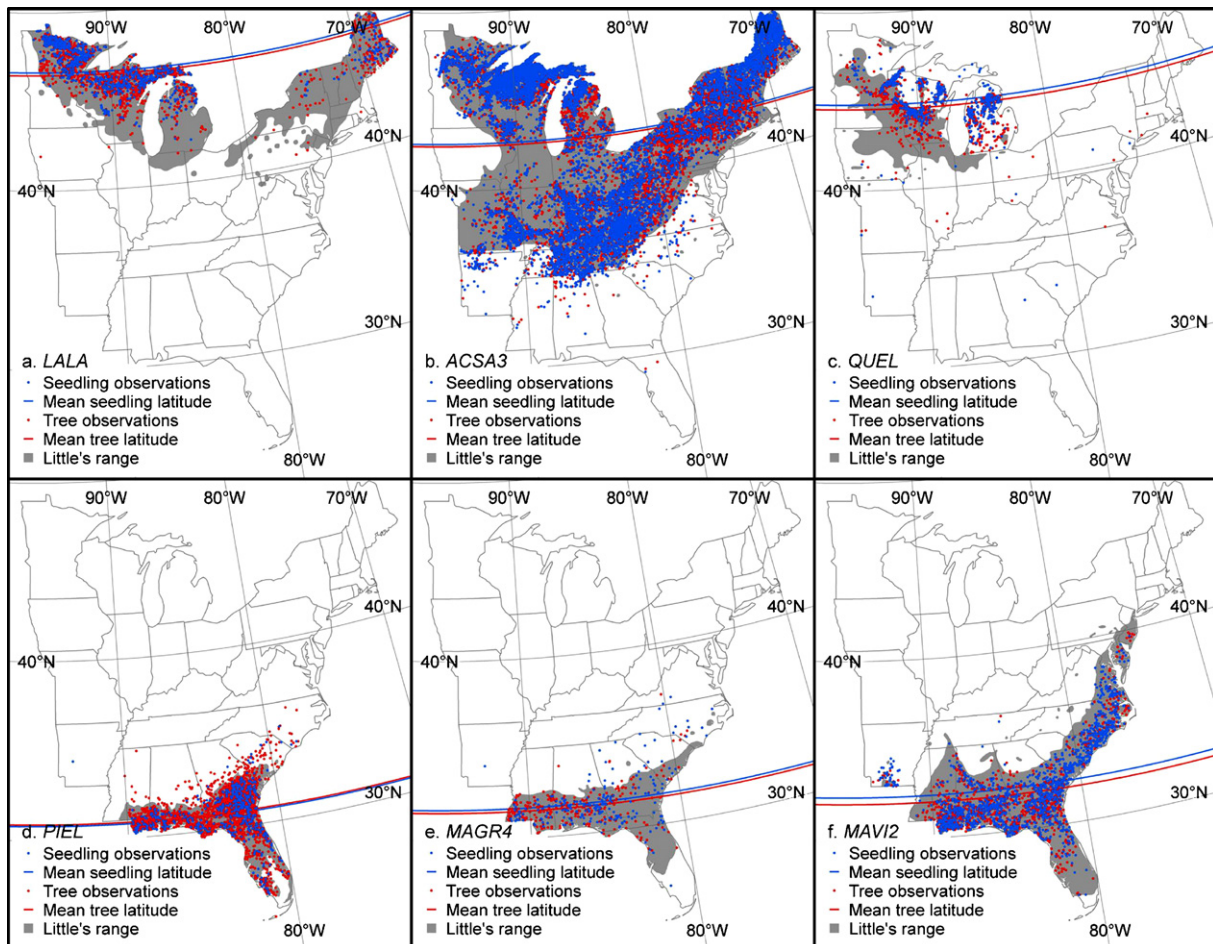 90°W
80°W
70°W
40°N
40°N
30°N
a. LALA
Seedling observations
Mean seedling latitude
Tree observations
Mean tree latitude
Little's range
80°W
90°W
80°W
70°W
40°N
40°N
30°N
b. ACSA3
Seedling observations
Mean seedling latitude
Tree observations
Mean tree latitude
Little's range
80°W
90°W
80°W
70°W
40°N
40°N
30°N
c. QUEL
Seedling observations
Mean seedling latitude
Tree observations
Mean tree latitude
Little's range
80°W
90°W
80°W
70°W
40°N
40°N
30°N
d. PIEL
Seedling observations
Mean seedling latitude
Tree observations
Mean tree latitude
Little's range
80°W
90°W
80°W
70°W
40°N
40°N
30°N
e. MAGR4
Seedling observations
Mean seedling latitude
Tree observations
Mean tree latitude
Little's range
80°W
90°W
80°W
70°W
40°N
40°N
30°N
f. MAVI2
Seedling observations
Mean seedling latitude
Tree observations
Mean tree latitude
Little's range
80°W